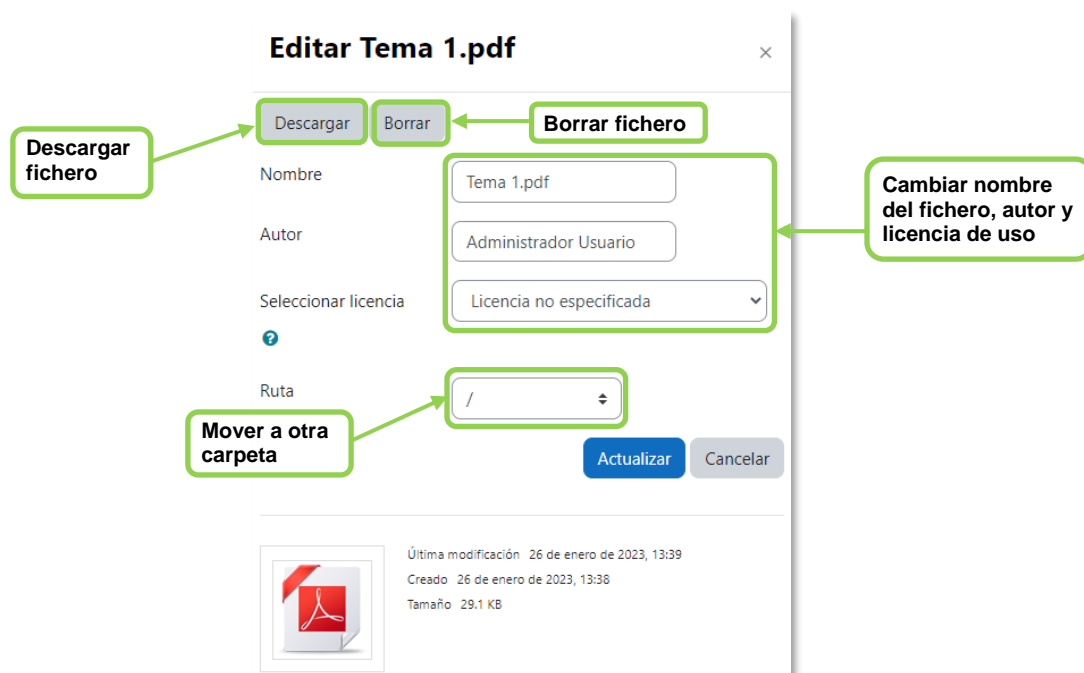 Editar Tema 1.pdf
×
Descargar
Borrar
Borrar fichero
Descargar
fichero
Nombre
Tema 1.pdf
Cambiar nombre
del fichero, autor y
licencia de uso
Autor
Administrador Usuario
Seleccionar licencia
Licencia no especificada
?
Ruta
/
Mover a otra
carpeta
Actualizar
Cancelar
Última modificación 26 de enero de 2023, 13:39
Creado 26 de enero de 2023, 13:38
Tamaño 29.1 KB